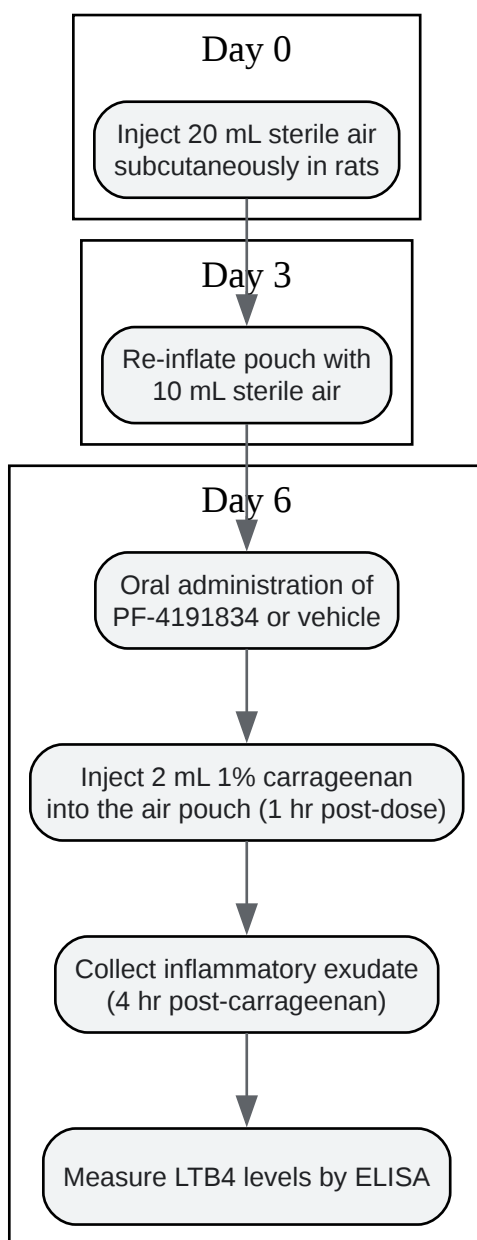 Day 0
Inject 20 mL sterile air
subcutaneously in rats
Day 3
Re-inflate pouch with
10 mL sterile air
Day 6
Oral administration of
PF-4191834 or vehicle
Inject 2 mL 1% carrageenan
into the air pouch (1 hr post-dose)
Collect inflammatory exudate
(4 hr post-carrageenan)
Measure LTB4 levels by ELISA